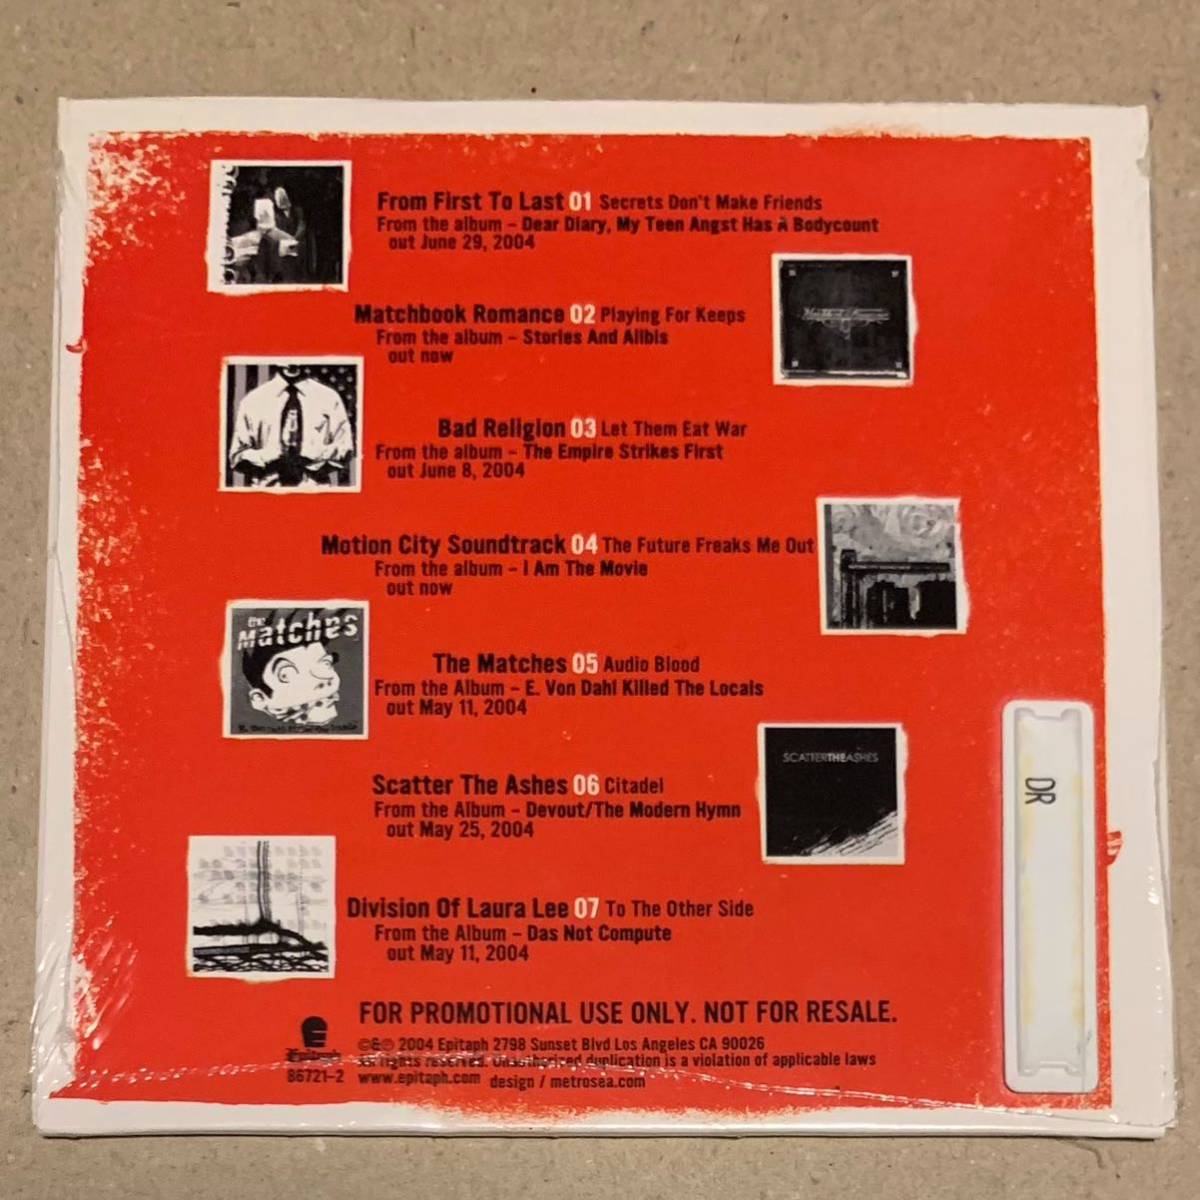 From First To Last 01 Secrets Don't Make Friends
From the album – Dear Diary, My Teen Angst Has A Bodycount
out June 29, 2004
Matchbook Romance 02 Playing For Keeps
From the album – Stories And Alibis
out now
Bad Religion 03 Let Them Eat War
From the album – The Empire Strikes First
out June 8, 2004
Motion City Soundtrack 04 The Future Freaks Me Out
From the album – I Am The Movie
out now
the
Matches
The Matches 05 Audio Blood
From the Album – E. Von Dahl Killed The Locals
out May 11, 2004
SCATTERTHEASHES
Scatter The Ashes 06 Citadel
From the Album – Devout/The Modern Hymn
out May 25, 2004
DR
Division Of Laura Lee 07 To The Other Side
From the Album – Das Not Compute
out May 11, 2004
FOR PROMOTIONAL USE ONLY. NOT FOR RESALE.
Epitaph
86721-2
©&℗ 2004 Epitaph 2798 Sunset Blvd Los Angeles CA 90026
All rights reserved. Unauthorized duplication is a violation of applicable laws
www.epitaph.com design / metrosea.com